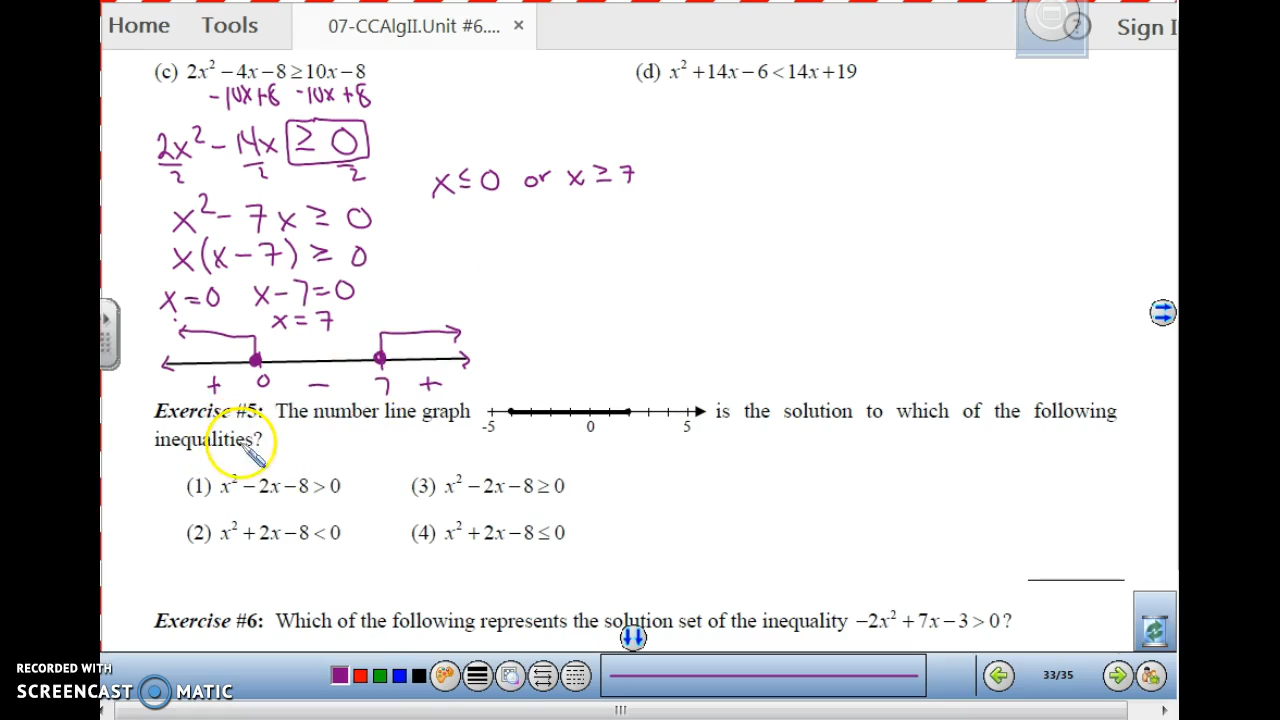 Home Tools 07-CCAlgII.Unit #6.... × ? Sign I
(c) 2x² − 4x − 8 ≥ 10x − 8
(d) x² + 14x − 6 < 14x + 19
−10x+8 −10x+8
2x² − 14x ≥ 0
2 2 2
x ≤ 0 or x ≥ 7
x² − 7x ≥ 0
x(x − 7) ≥ 0
x = 0 x − 7 = 0
x = 7
+ 0 − 7 +
Exercise #5: The number line graph -5 0 5 is the solution to which of the following
inequalities?
(1) x² − 2x − 8 > 0 (3) x² − 2x − 8 ≥ 0
(2) x² + 2x − 8 < 0 (4) x² + 2x − 8 ≤ 0
Exercise #6: Which of the following represents the solution set of the inequality −2x² + 7x − 3 > 0?
33/35
RECORDED WITH
SCREENCAST MATIC